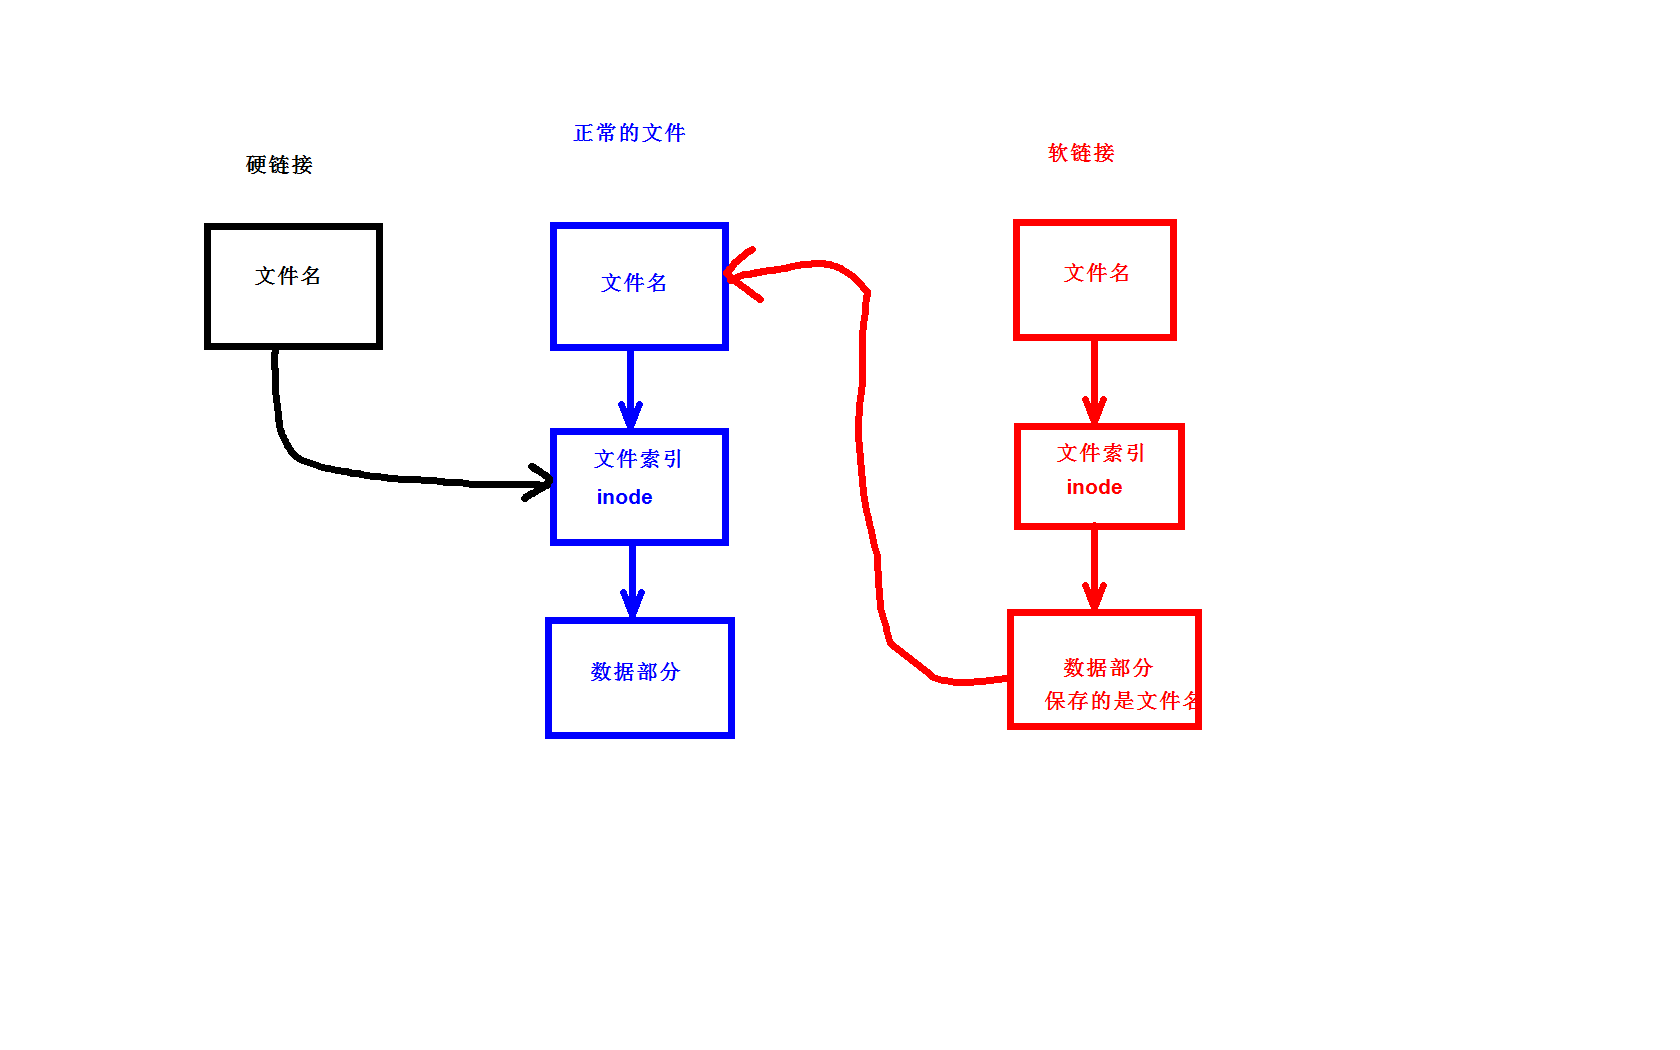 正常的文件
软链接
硬链接
文件名
文件名
文件名
文件索引
inode
文件索引
inode
数据部分
数据部分
保存的是文件名